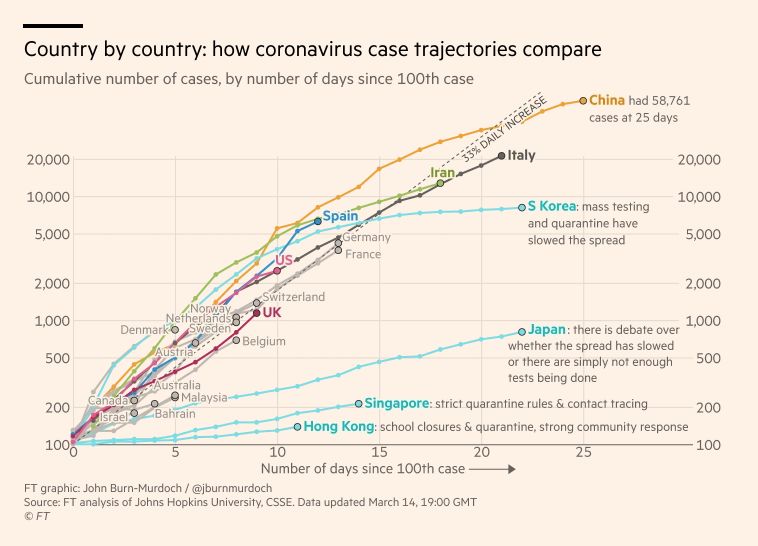 Country by country: how coronavirus case trajectories compare
Cumulative number of cases, by number of days since 100th case
China had 58,761
cases at 25 days
33% DAILY INCREASE
20,000
10,000
5,000
2,000
1,000
500
200
100
20,000
10,000
5,000
2,000
1,000
500
200
100
Italy
Iran
S Korea: mass testing
and quarantine have
slowed the spread
Spain
Germany
France
US
Switzerland
Norway
Netherlands
UK
Denmark
Sweden
Japan: there is debate over
whether the spread has slowed
or there are simply not enough
tests being done
Belgium
Austria
Australia
Malaysia
Canada
Singapore: strict quarantine rules & contact tracing
Israel
Bahrain
Hong Kong: school closures & quarantine, strong community response
0
5
10
15
20
25
Number of days since 100th case
FT graphic: John Burn-Murdoch / @jburnmurdoch
Source: FT analysis of Johns Hopkins University, CSSE. Data updated March 14, 19:00 GMT
© FT